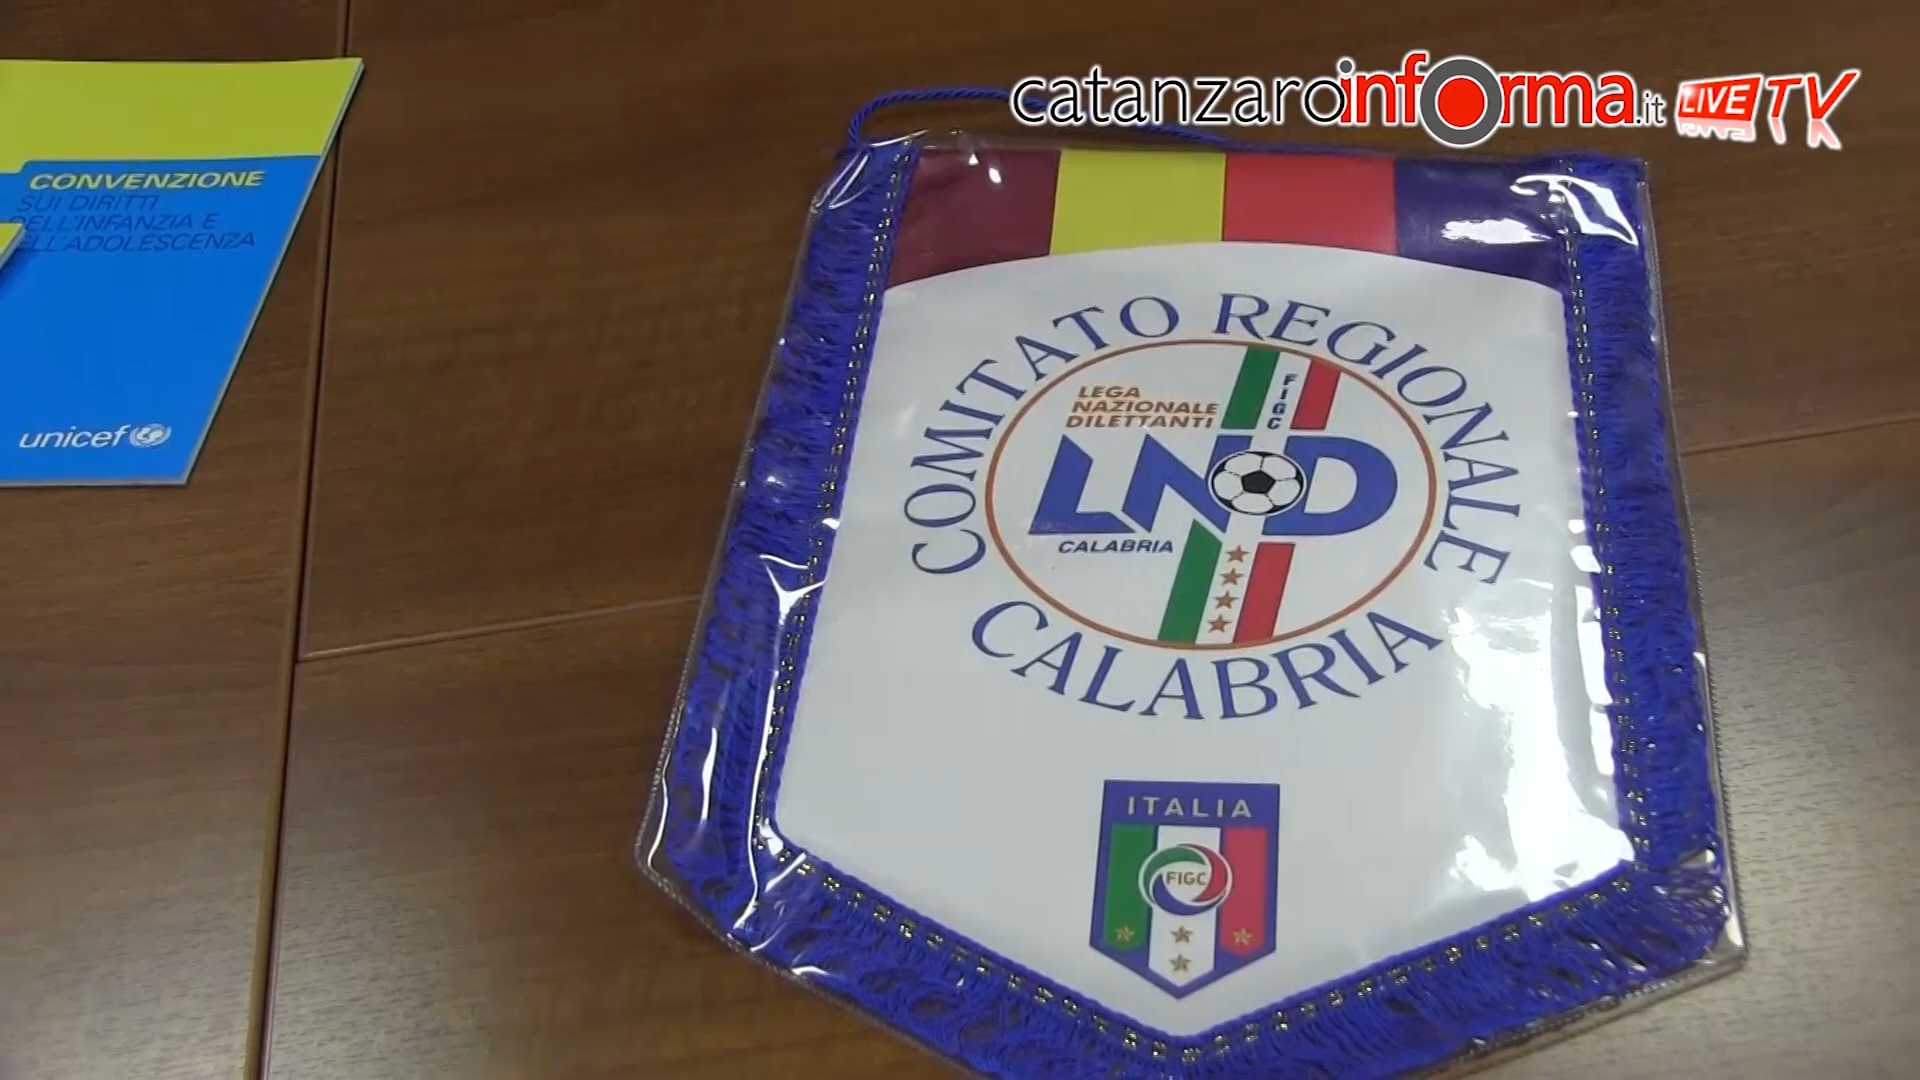 catanzaroinforma.it LIVE TV
CONVENZIONE
SUI DIRITTI
DELL'INFANZIA E
ELL'ADOLESCENZA
unicef
COMITATO REGIONALE
LEGA
NAZIONALE
DILETTANTI
FIGC
LND
CALABRIA
CALABRIA
ITALIA
FIGC